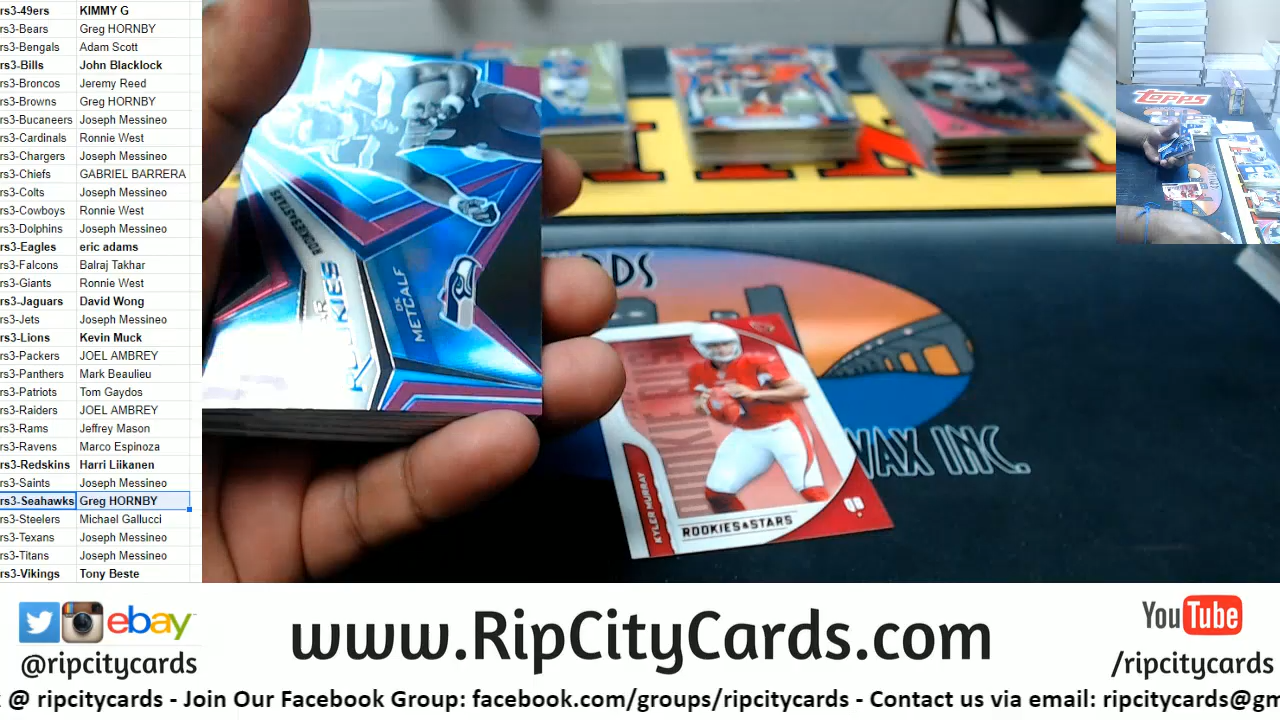 rs3-49ers KIMMY G
rs3-Bears Greg HORNBY
rs3-Bengals Adam Scott
rs3-Bills John Blacklock
rs3-Broncos Jeremy Reed
rs3-Browns Greg HORNBY
rs3-Bucaneers Joseph Messineo
rs3-Cardinals Ronnie West
rs3-Chargers Joseph Messineo
rs3-Chiefs GABRIEL BARRERA
rs3-Colts Joseph Messineo
rs3-Cowboys Ronnie West
rs3-Dolphins Joseph Messineo
rs3-Eagles eric adams
rs3-Falcons Balraj Takhar
rs3-Giants Ronnie West
rs3-Jaguars David Wong
rs3-Jets Joseph Messineo
rs3-Lions Kevin Muck
rs3-Packers JOEL AMBREY
rs3-Panthers Mark Beaulieu
rs3-Patriots Tom Gaydos
rs3-Raiders JOEL AMBREY
rs3-Rams Jeffrey Mason
rs3-Ravens Marco Espinoza
rs3-Redskins Harri Liikanen
rs3-Saints Joseph Messineo
rs3-Seahawks Greg HORNBY
rs3-Steelers Michael Gallucci
rs3-Texans Joseph Messineo
rs3-Titans Joseph Messineo
rs3-Vikings Tony Beste
ROOKIES&STARS
ROOKIES
DK
METCALF
KYLER MURRAY
ROOKIES&STARS
QB
WAX INC.
Topps
ebay
@ripcitycards
www.RipCityCards.com
YouTube
/ripcitycards
@ ripcitycards - Join Our Facebook Group: facebook.com/groups/ripcitycards - Contact us via email: ripcitycards@gm